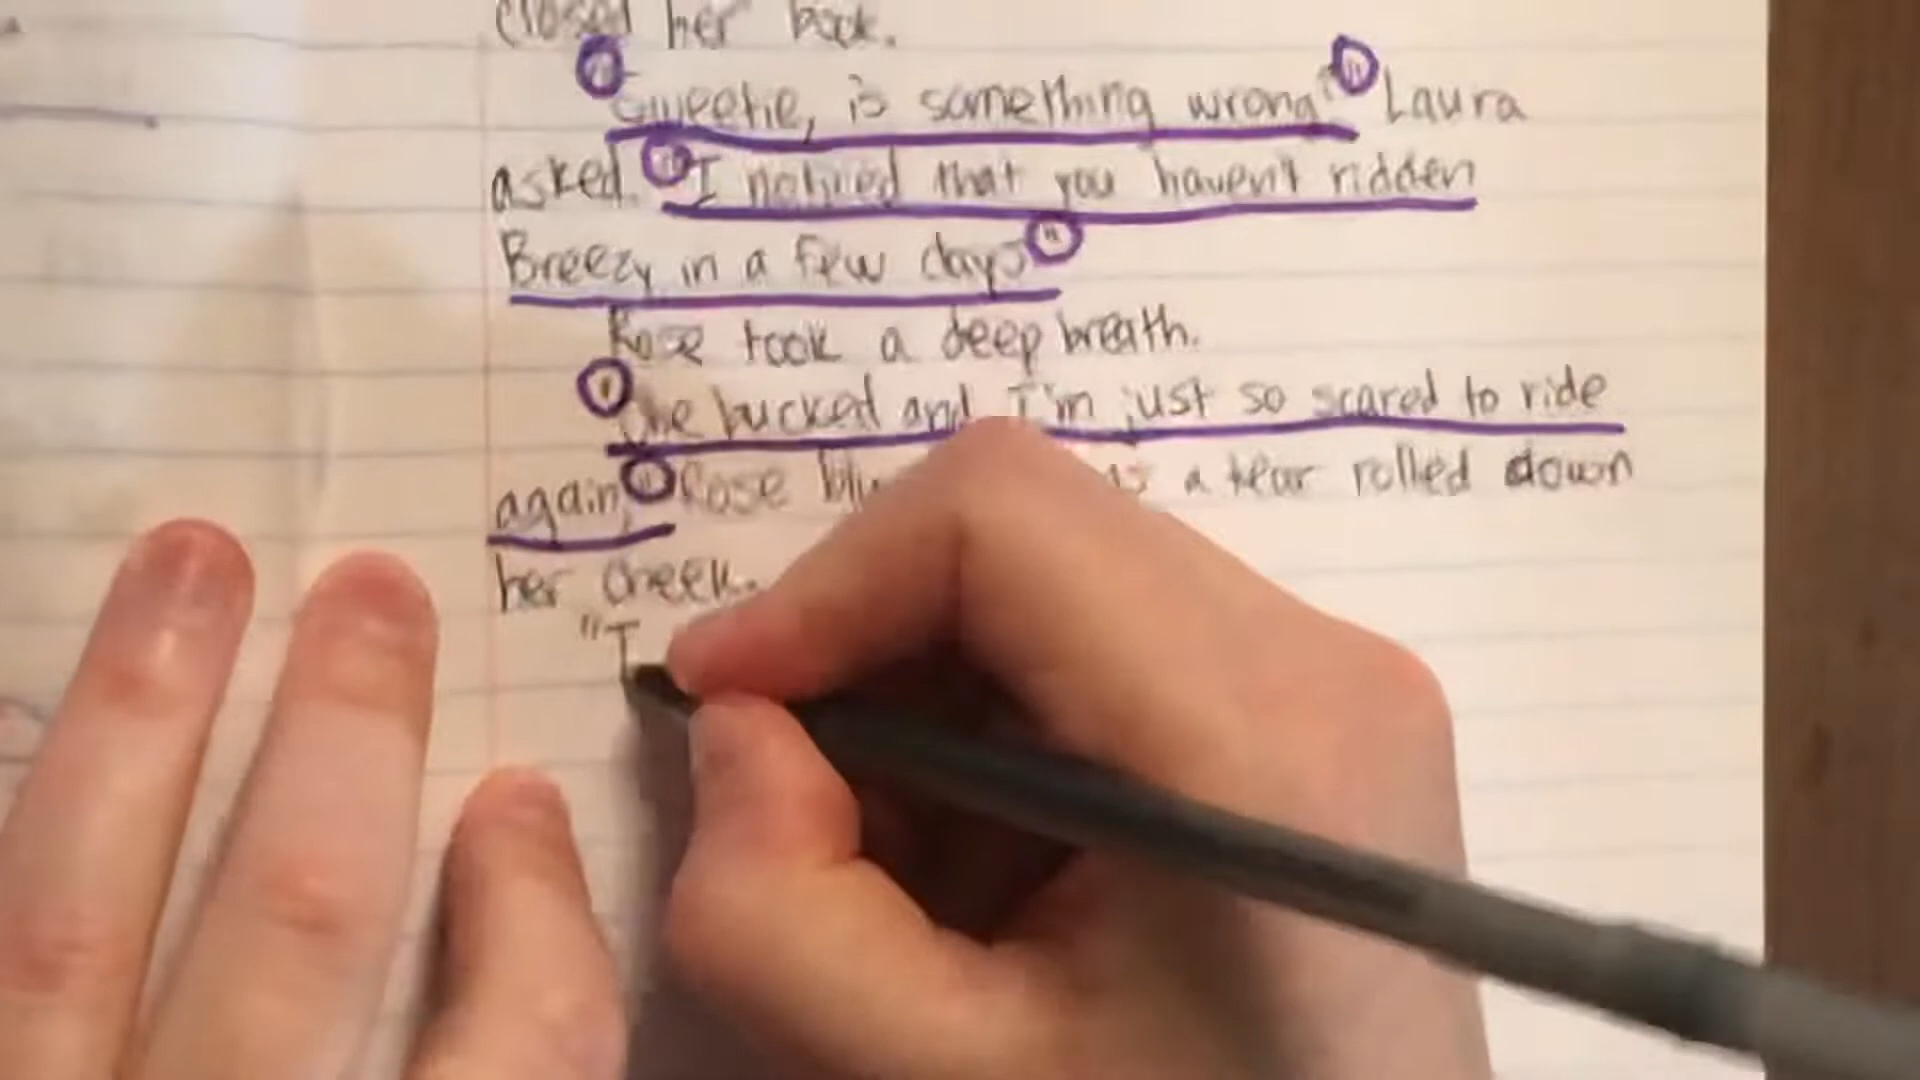 closed her book.
"Sweetie, is something wrong?" Laura
asked. "I noticed that you haven't ridden
Breezy in a few days"
Rose took a deep breath.
"She bucked and I'm just so scared to ride
again," Rose a tear rolled down
her cheek.
"I